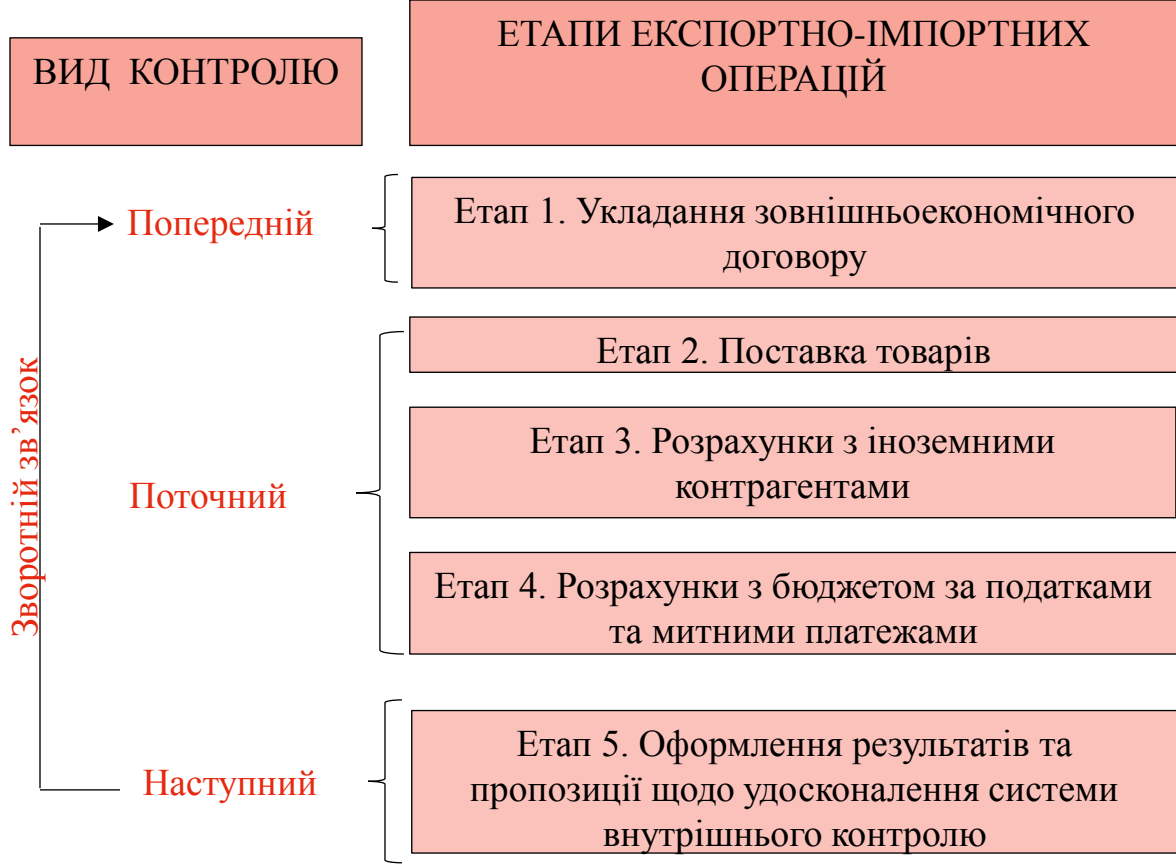 ВИД КОНТРОЛЮ
ЕТАПИ ЕКСПОРТНО-ІМПОРТНИХ
ОПЕРАЦІЙ
Попередній
Етап 1. Укладання зовнішньоекономічного
договору
Зворотній зв’язок
Поточний
Етап 2. Поставка товарів
Етап 3. Розрахунки з іноземними
контрагентами
Етап 4. Розрахунки з бюджетом за податками
та митними платежами
Наступний
Етап 5. Оформлення результатів та
пропозиції щодо удосконалення системи
внутрішнього контролю